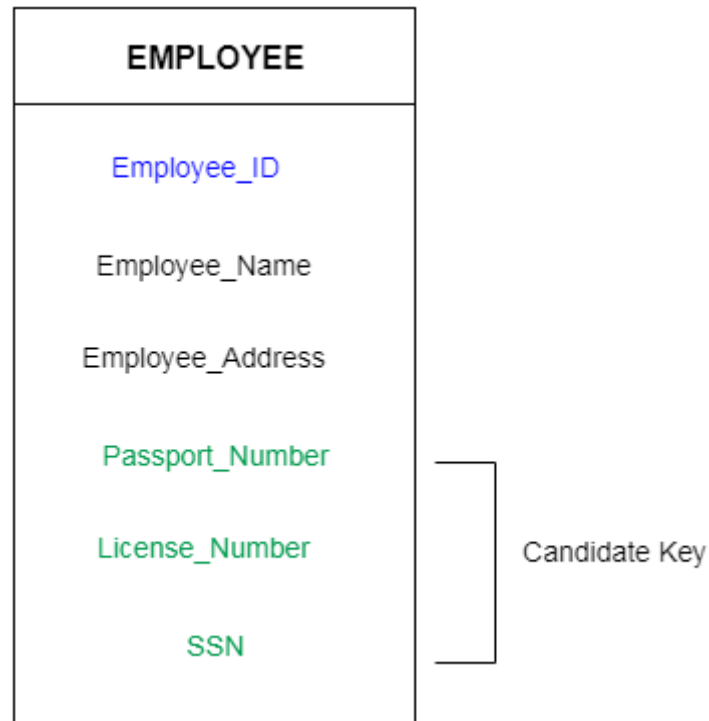 EMPLOYEE
Employee_ID
Employee_Name
Employee_Address
Passport_Number
License_Number
Candidate Key
SSN